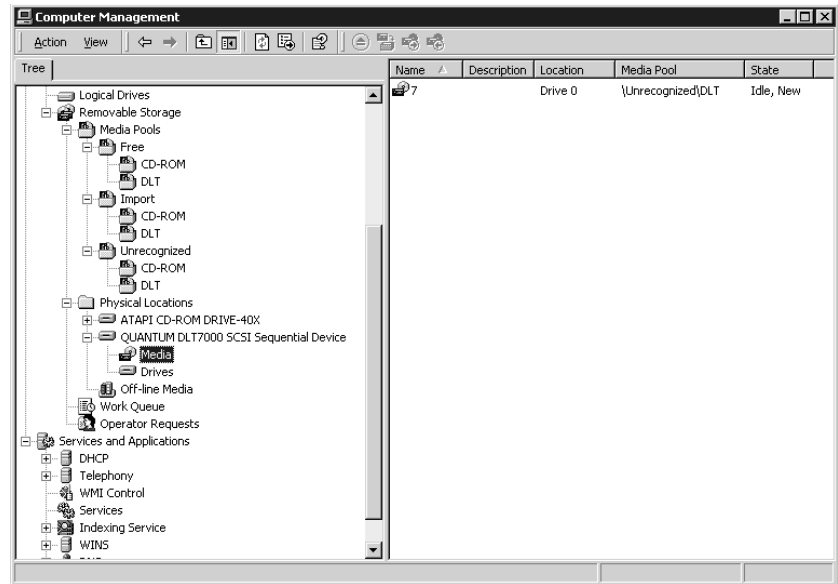 Computer Management
Action View
Tree
Name Description Location Media Pool State
7 Drive 0 \Unrecognized\DLT Idle, New
Logical Drives
Removable Storage
Media Pools
Free
CD-ROM
DLT
Import
CD-ROM
DLT
Unrecognized
CD-ROM
DLT
Physical Locations
ATAPI CD-ROM DRIVE-40X
QUANTUM DLT7000 SCSI Sequential Device
Media
Drives
Off-line Media
Work Queue
Operator Requests
Services and Applications
DHCP
Telephony
WMI Control
Services
Indexing Service
WINS